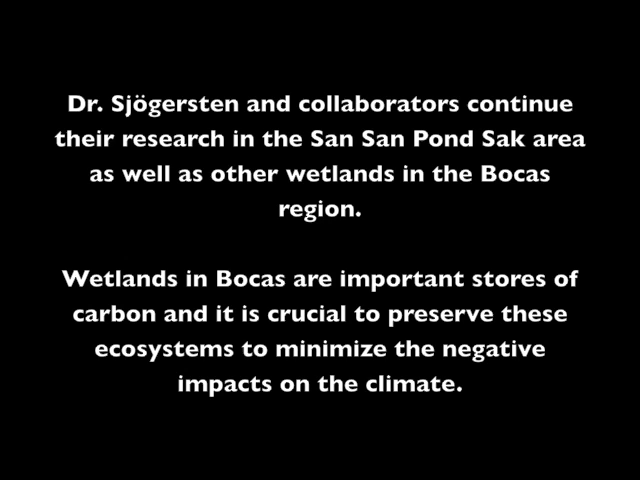 Dr. Sjögersten and collaborators continue
their research in the San San Pond Sak area
as well as other wetlands in the Bocas
region.
Wetlands in Bocas are important stores of
carbon and it is crucial to preserve these
ecosystems to minimize the negative
impacts on the climate.